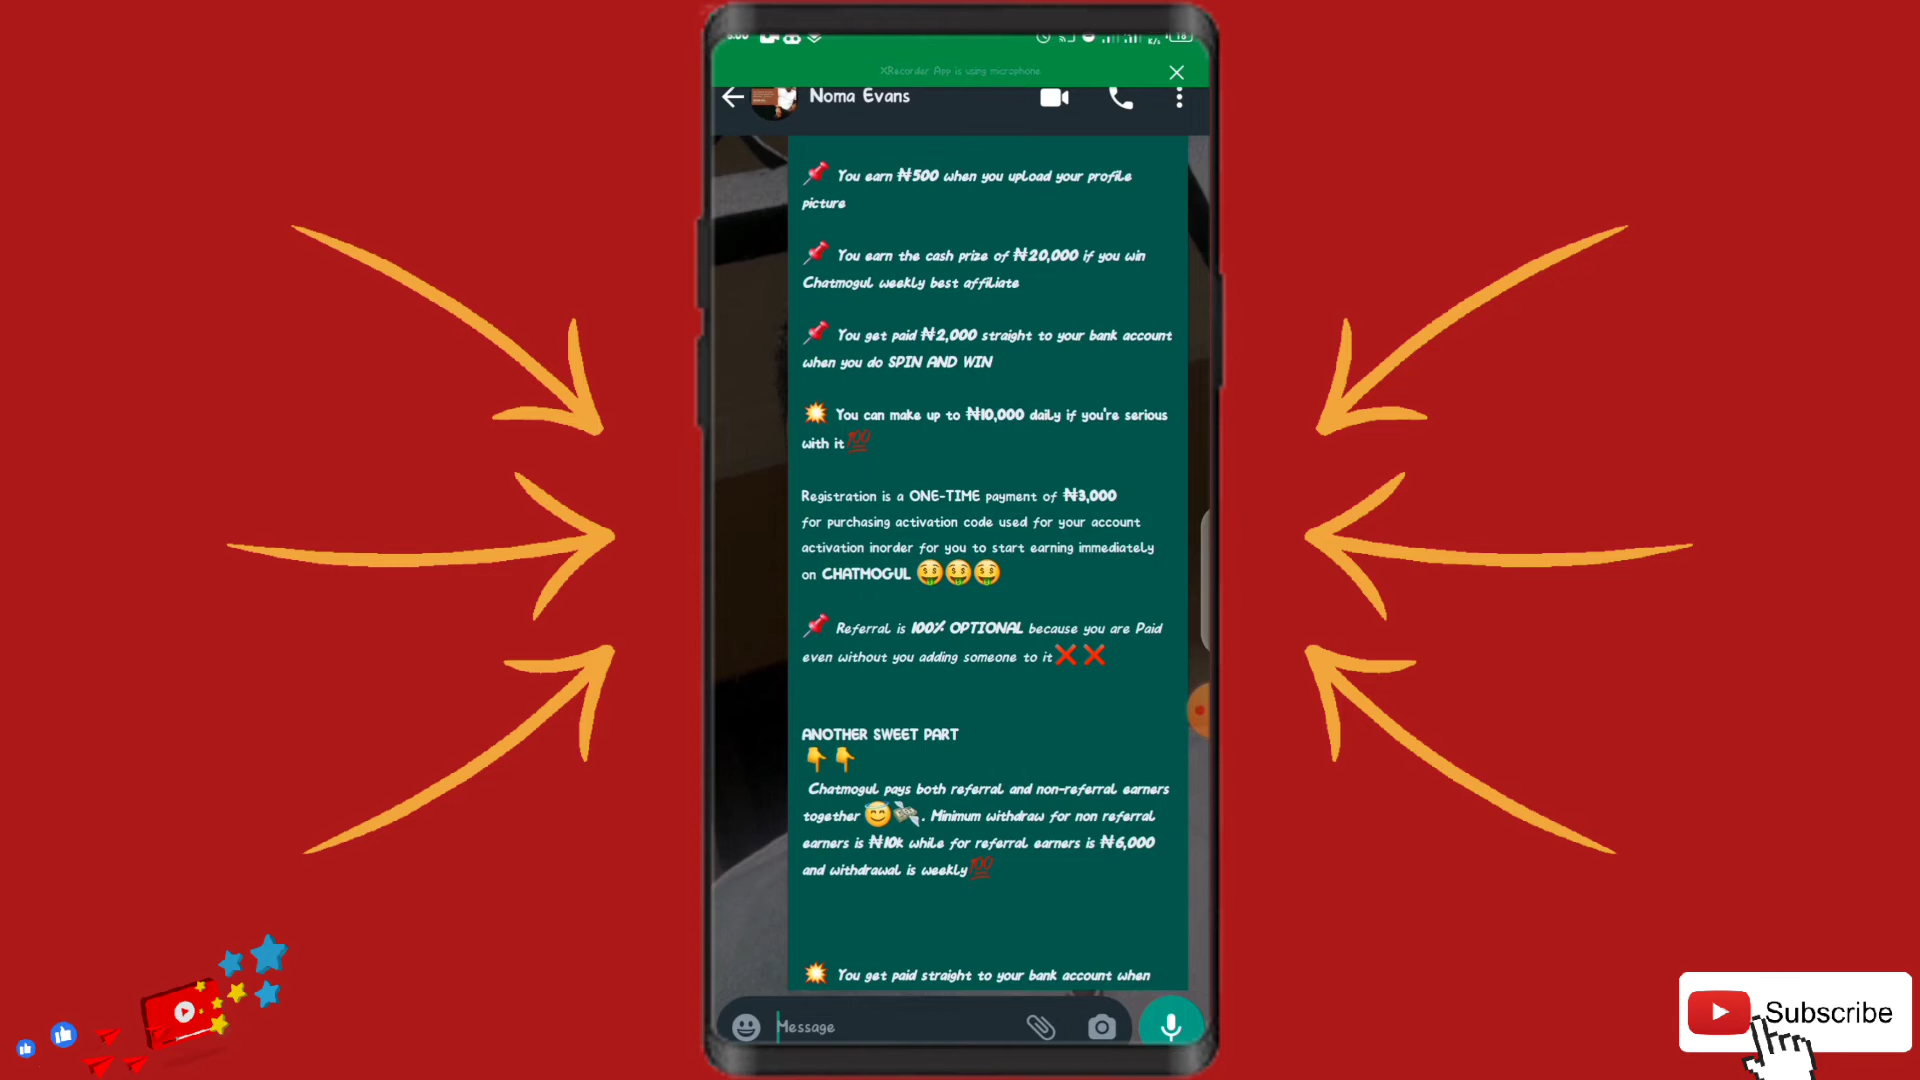 XRecorder App is using microphone
Noma Evans
You earn ₦500 when you upload your profile
picture
You earn the cash prize of ₦20,000 if you win
Chatmogul weekly best affiliate
You get paid ₦2,000 straight to your bank account
when you do SPIN AND WIN
You can make up to ₦10,000 daily if you're serious
with it💯
Registration is a ONE-TIME payment of ₦3,000
for purchasing activation code used for your account
activation inorder for you to start earning immediately
on CHATMOGUL
Referral is 100% OPTIONAL because you are Paid
even without you adding someone to it
ANOTHER SWEET PART
Chatmogul pays both referral and non-referral earners
together . Minimum withdraw for non referral
earners is ₦10k while for referral earners is ₦6,000
and withdrawal is weekly💯
You get paid straight to your bank account when
Message
Subscribe